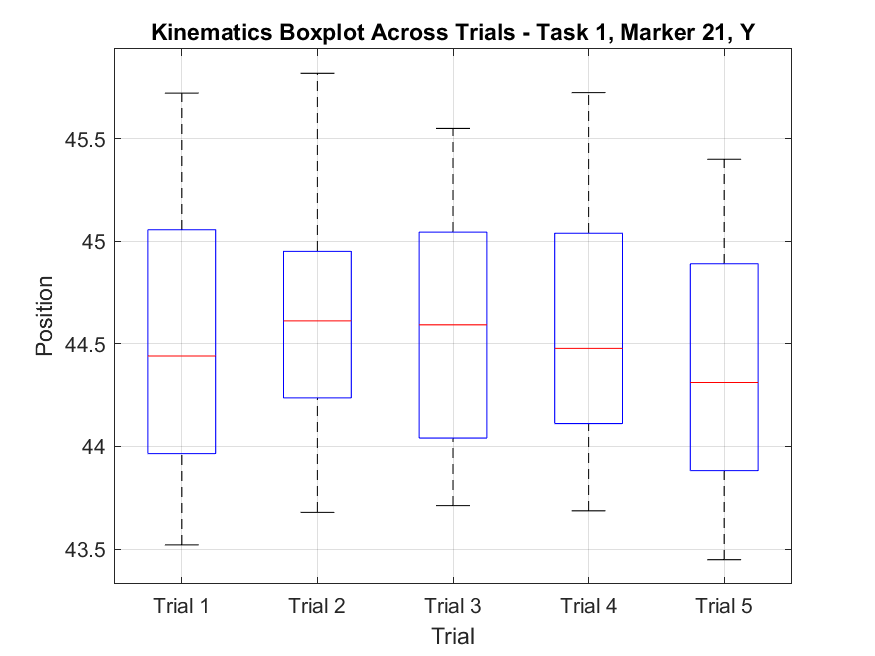 Kinematics Boxplot Across Trials - Task 1, Marker 21, Y
Position
45.5
45
44.5
44
43.5
Trial 1 Trial 2 Trial 3 Trial 4 Trial 5
Trial